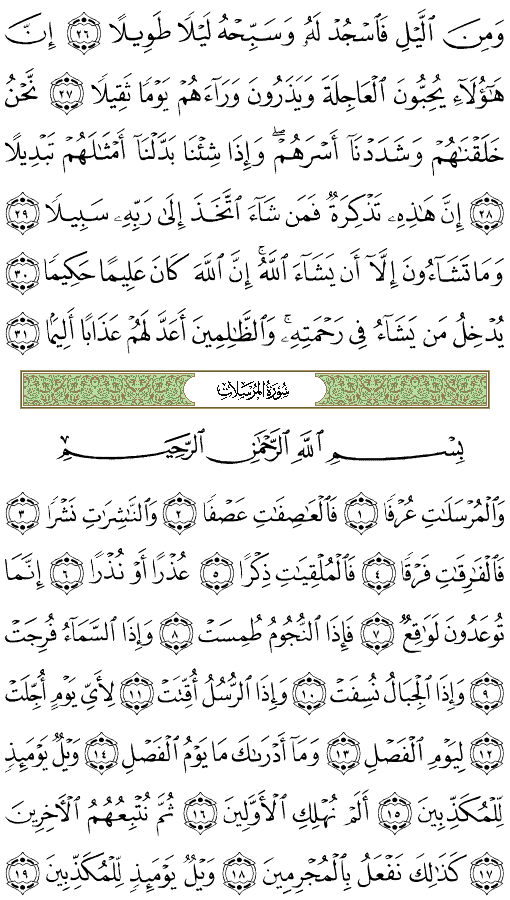 وَمِنَ ٱلَّيۡلِ فَٱسۡجُدۡ لَهُۥ وَسَبِّحۡهُ لَيۡلٗا طَوِيلًا ٢٦ إِنَّ
هَٰٓؤُلَآءِ يُحِبُّونَ ٱلۡعَاجِلَةَ وَيَذَرُونَ وَرَآءَهُمۡ يَوۡمٗا ثَقِيلٗا ٢٧ نَّحۡنُ
خَلَقۡنَٰهُمۡ وَشَدَدۡنَآ أَسۡرَهُمۡۖ وَإِذَا شِئۡنَا بَدَّلۡنَآ أَمۡثَٰلَهُمۡ تَبۡدِيلًا
٢٨ إِنَّ هَٰذِهِۦ تَذۡكِرَةٞۖ فَمَن شَآءَ ٱتَّخَذَ إِلَىٰ رَبِّهِۦ سَبِيلٗا ٢٩
وَمَا تَشَآءُونَ إِلَّآ أَن يَشَآءَ ٱللَّهُۚ إِنَّ ٱللَّهَ كَانَ عَلِيمًا حَكِيمٗا ٣٠
يُدۡخِلُ مَن يَشَآءُ فِي رَحۡمَتِهِۦۚ وَٱلظَّٰلِمِينَ أَعَدَّ لَهُمۡ عَذَابًا أَلِيمَۢا ٣١
سُورَةُ المُرۡسَلَاتِ
بِسۡمِ ٱللَّهِ ٱلرَّحۡمَٰنِ ٱلرَّحِيمِ
وَٱلۡمُرۡسَلَٰتِ عُرۡفٗا ١ فَٱلۡعَٰصِفَٰتِ عَصۡفٗا ٢ وَٱلنَّٰشِرَٰتِ نَشۡرٗا ٣
فَٱلۡفَٰرِقَٰتِ فَرۡقٗا ٤ فَٱلۡمُلۡقِيَٰتِ ذِكۡرًا ٥ عُذۡرًا أَوۡ نُذۡرًا ٦ إِنَّمَا
تُوعَدُونَ لَوَٰقِعٞ ٧ فَإِذَا ٱلنُّجُومُ طُمِسَتۡ ٨ وَإِذَا ٱلسَّمَآءُ فُرِجَتۡ
٩ وَإِذَا ٱلۡجِبَالُ نُسِفَتۡ ١٠ وَإِذَا ٱلرُّسُلُ أُقِّتَتۡ ١١ لِأَيِّ يَوۡمٍ أُجِّلَتۡ
١٢ لِيَوۡمِ ٱلۡفَصۡلِ ١٣ وَمَآ أَدۡرَىٰكَ مَا يَوۡمُ ٱلۡفَصۡلِ ١٤ وَيۡلٞ يَوۡمَئِذٖ
لِّلۡمُكَذِّبِينَ ١٥ أَلَمۡ نُهۡلِكِ ٱلۡأَوَّلِينَ ١٦ ثُمَّ نُتۡبِعُهُمُ ٱلۡأٓخِرِينَ
١٧ كَذَٰلِكَ نَفۡعَلُ بِٱلۡمُجۡرِمِينَ ١٨ وَيۡلٞ يَوۡمَئِذٖ لِّلۡمُكَذِّبِينَ ١٩